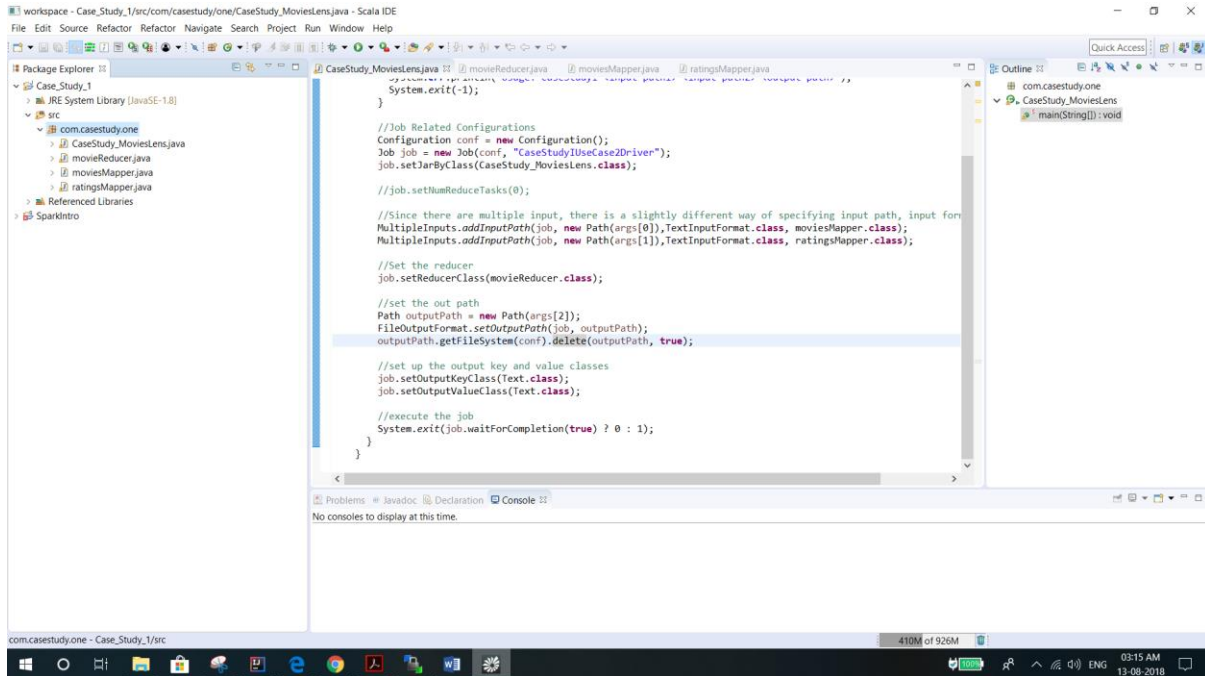 workspace - Case_Study_1/src/com/casestudy/one/CaseStudy_MoviesLens.java - Scala IDE
File Edit Source Refactor Refactor Navigate Search Project Run Window Help
Quick Access
Package Explorer
Case_Study_1
JRE System Library [JavaSE-1.8]
src
com.casestudy.one
CaseStudy_MoviesLens.java
movieReducer.java
moviesMapper.java
ratingsMapper.java
Referenced Libraries
SparkIntro
CaseStudy_MoviesLens.java movieReducer.java moviesMapper.java ratingsMapper.java
System.exit(-1);
}
//Job Related Configurations
Configuration conf = new Configuration();
Job job = new Job(conf, "CaseStudyIUseCase2Driver");
job.setJarByClass(CaseStudy_MoviesLens.class);
//job.setNumReduceTasks(0);
//Since there are multiple input, there is a slightly different way of specifying input path, input for
MultipleInputs.addInputPath(job, new Path(args[0]),TextInputFormat.class, moviesMapper.class);
MultipleInputs.addInputPath(job, new Path(args[1]),TextInputFormat.class, ratingsMapper.class);
//Set the reducer
job.setReducerClass(movieReducer.class);
//set the out path
Path outputPath = new Path(args[2]);
FileOutputFormat.setOutputPath(job, outputPath);
outputPath.getFileSystem(conf).delete(outputPath, true);
//set up the output key and value classes
job.setOutputKeyClass(Text.class);
job.setOutputValueClass(Text.class);
//execute the job
System.exit(job.waitForCompletion(true) ? 0 : 1);
}
}
Outline
com.casestudy.one
CaseStudy_MoviesLens
main(String[]) : void
Problems Javadoc Declaration Console
No consoles to display at this time.
com.casestudy.one - Case_Study_1/src
410M of 926M
100% ENG 03:15 AM
13-08-2018